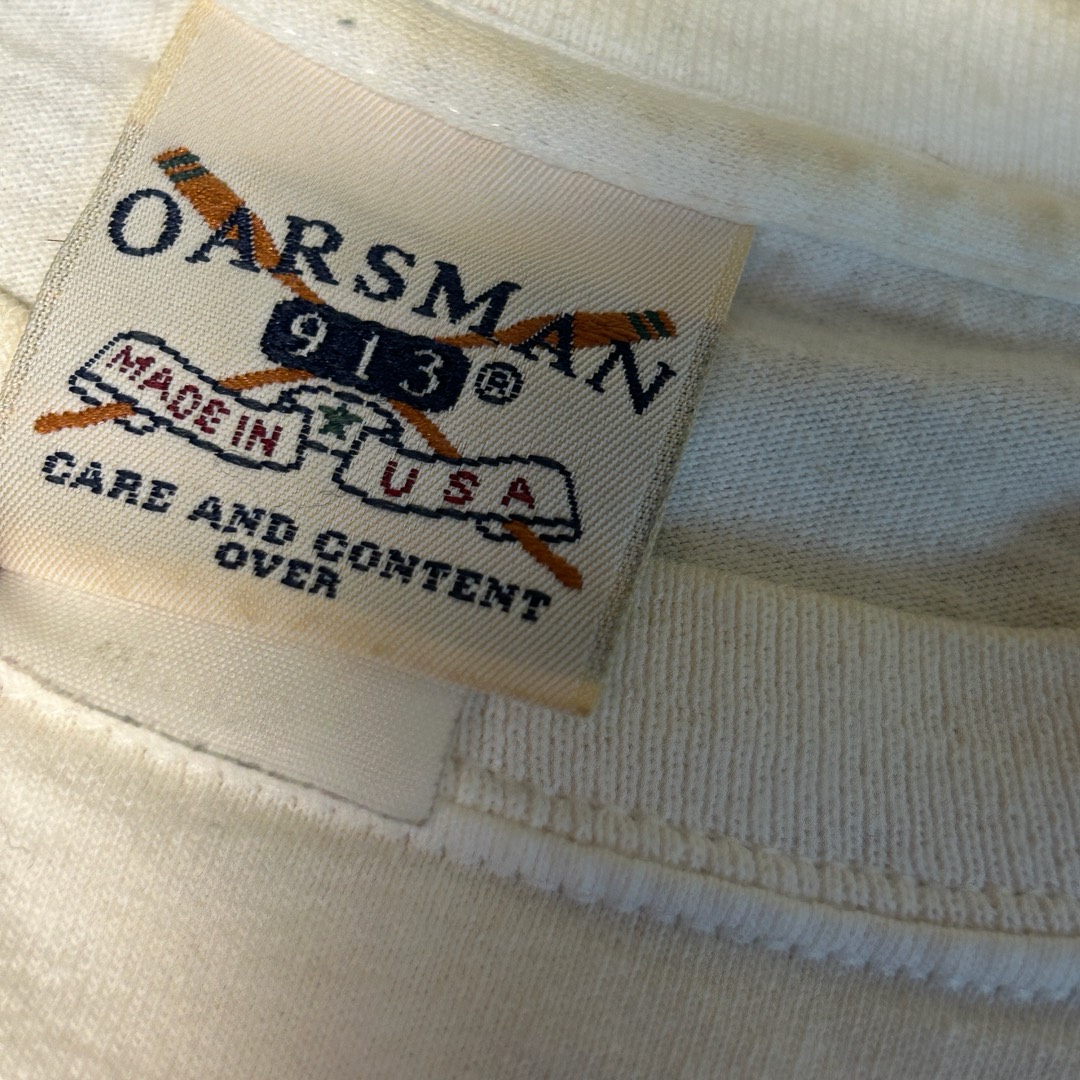 OARSMAN
913®
MADE IN USA
CARE AND CONTENT
OVER